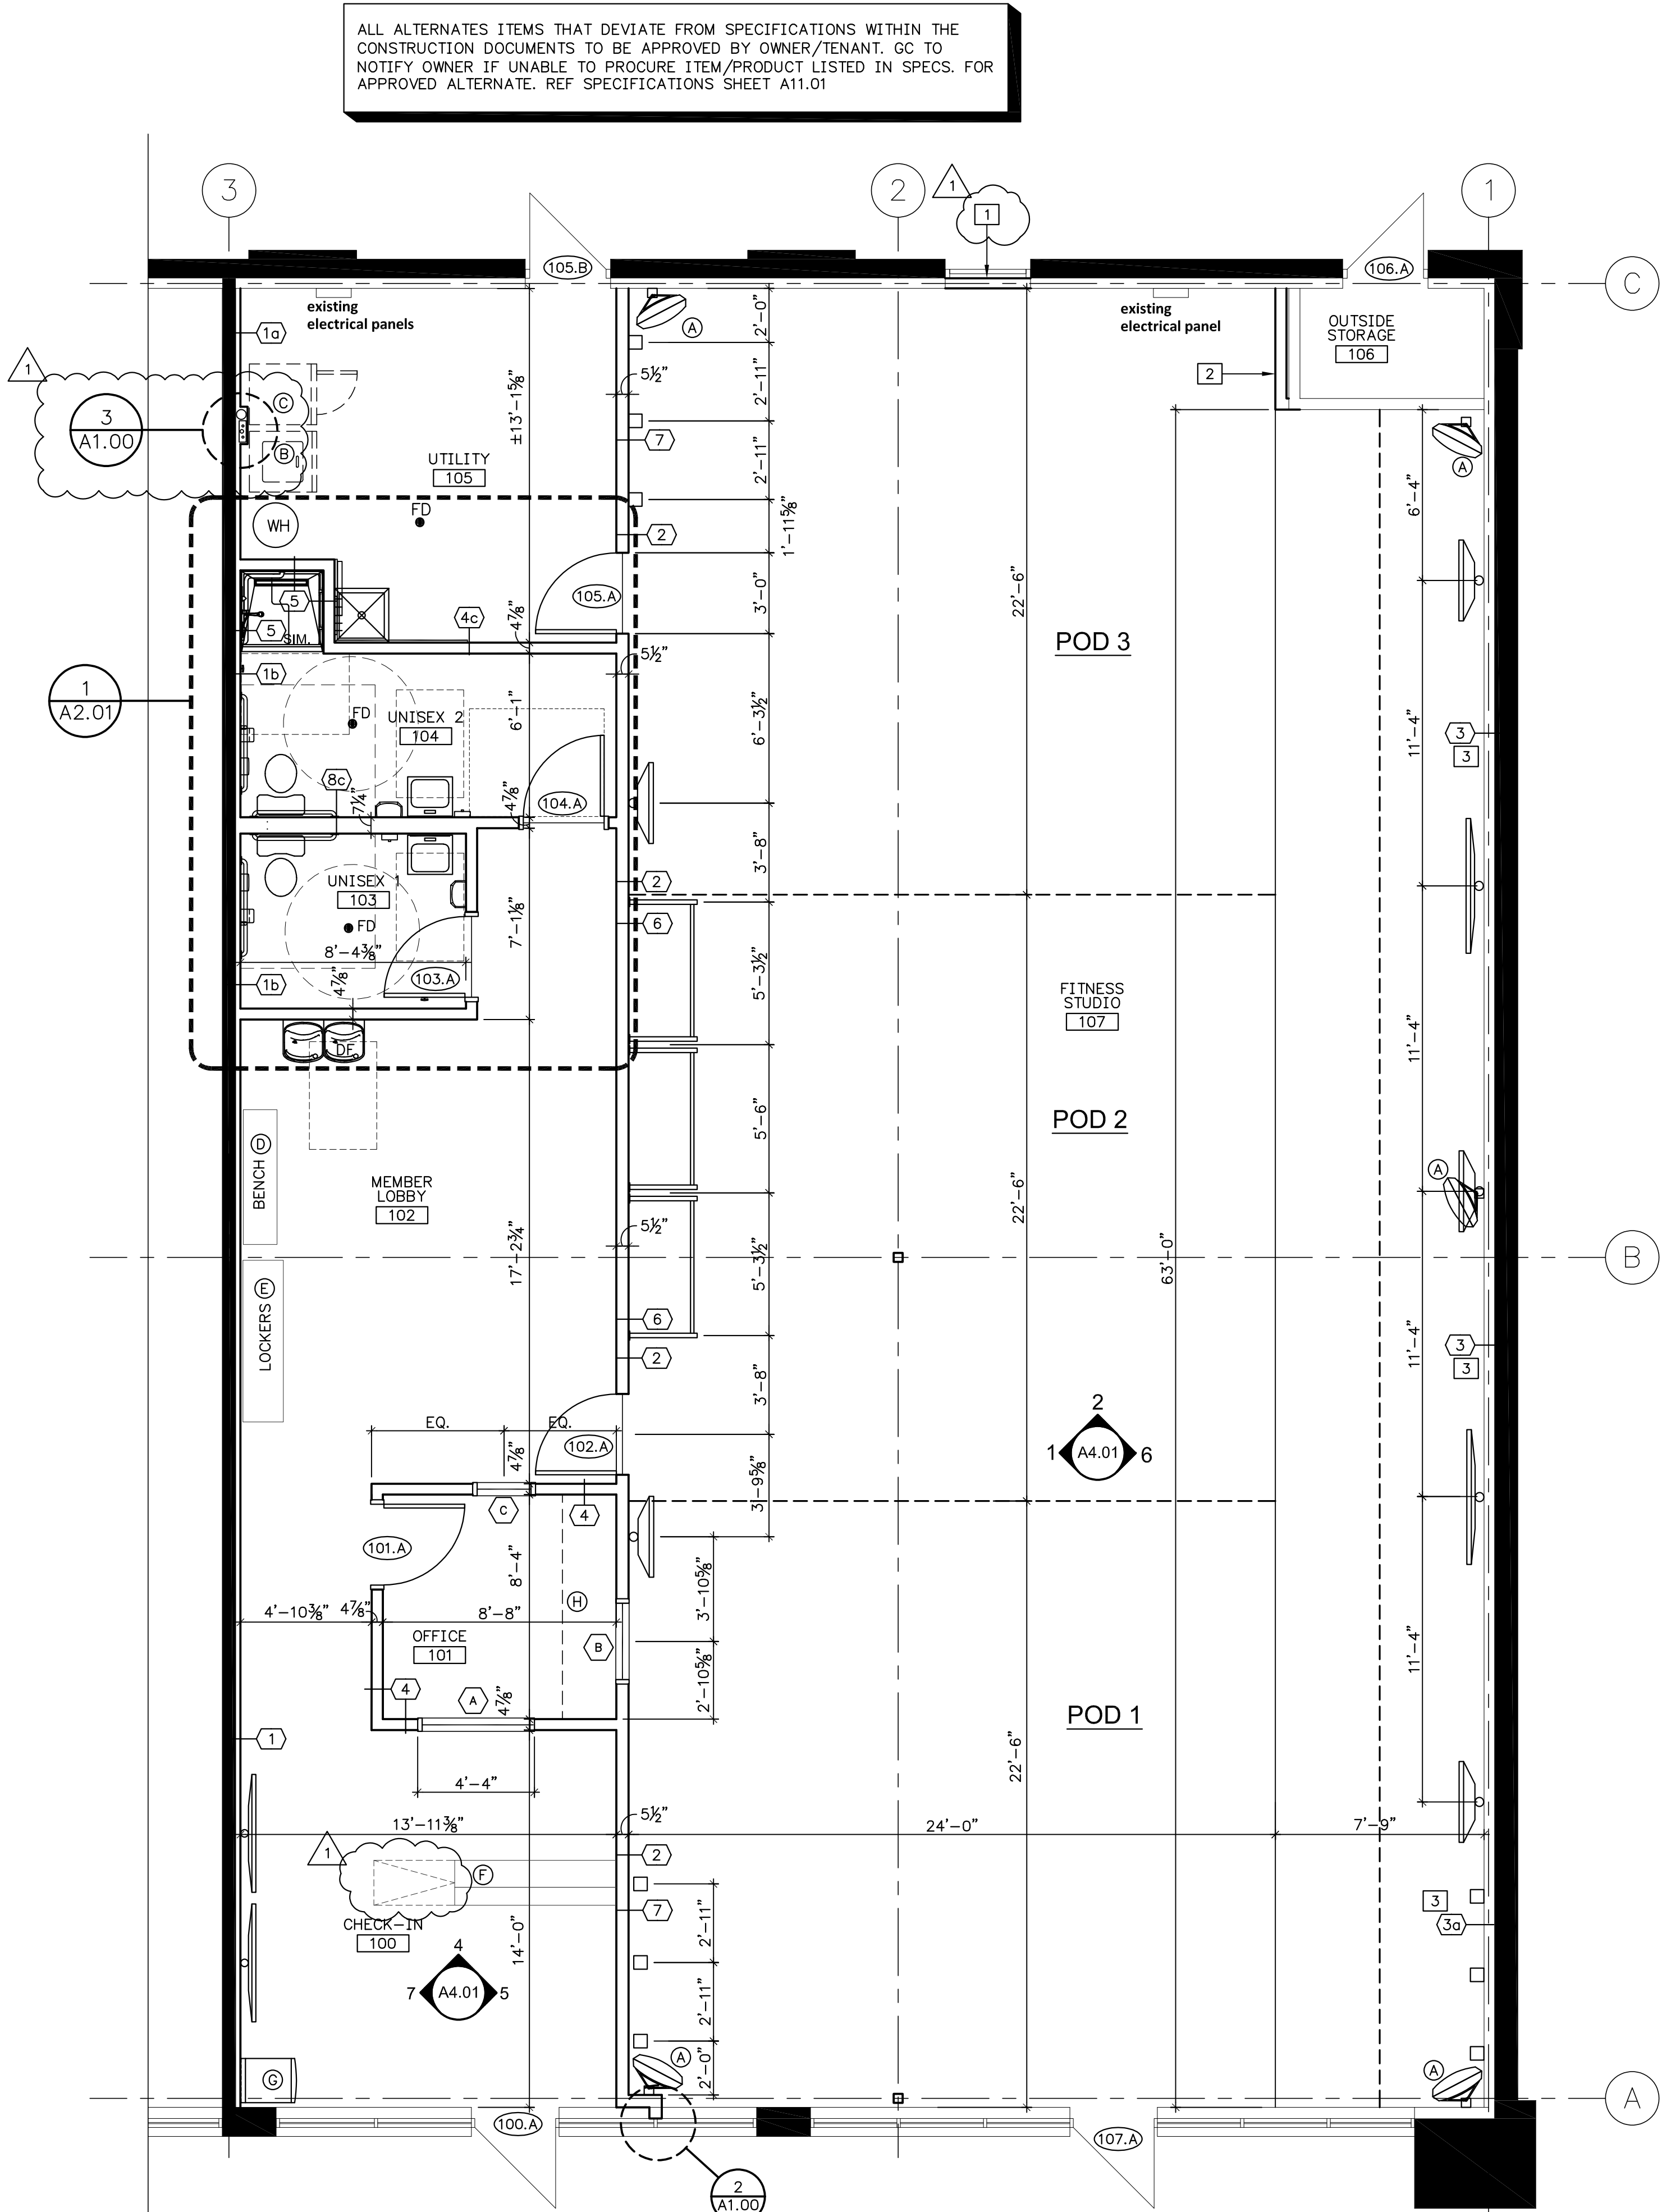 ALL ALTERNATES ITEMS THAT DEVIATE FROM SPECIFICATIONS WITHIN THE
CONSTRUCTION DOCUMENTS TO BE APPROVED BY OWNER/TENANT. GC TO
NOTIFY OWNER IF UNABLE TO PROCURE ITEM/PRODUCT LISTED IN SPECS. FOR
APPROVED ALTERNATE. REF SPECIFICATIONS SHEET A11.01
3
2
1
1
1
105.B
106.A
C
existing
electrical panels
existing
electrical panel
OUTSIDE
STORAGE
106
1a
A
2'-0"
2
1
3
A1.00
C
B
±13'-1⅝"
5½"
2'-11"
7
2'-11"
A
UTILITY
105
6'-4"
WH
FD
2
1'-11⅝"
22'-6"
105.A
3'-0"
5
5
SIM.
4c
4⅞"
5½"
POD 3
1
A2.01
1b
FD
UNISEX 2
104
6'-1"
6'-3½"
11'-4"
3
3
8c
7¼"
4⅞"
104.A
3'-8"
UNISEX 1
103
2
6
FD
7'-1⅛"
8'-4⅜"
4⅞"
103.A
1b
5'-3½"
FITNESS
STUDIO
107
11'-4"
DF
5'-6"
POD 2
BENCH
D
MEMBER
LOBBY
102
A
22'-6"
5½"
17'-2¾"
5'-3½"
63'-0"
B
LOCKERS
E
6
2
3
3
11'-4"
3'-8"
EQ.
EQ.
102.A
4⅞"
2
1
A4.01
6
3'-9⅝"
C
4
101.A
8'-4"
3'-10⅝"
H
4'-10⅜"
4⅞"
8'-8"
OFFICE
101
B
11'-4"
2'-10⅝"
4
A
4⅞"
POD 1
1
22'-6"
4'-4"
13'-11⅜"
5½"
24'-0"
7'-9"
1
F
2
CHECK-IN
100
7
2'-11"
3
3a
14'-0"
4
7
A4.01
5
2'-11"
G
A
2'-0"
A
A
100.A
107.A
2
A1.00